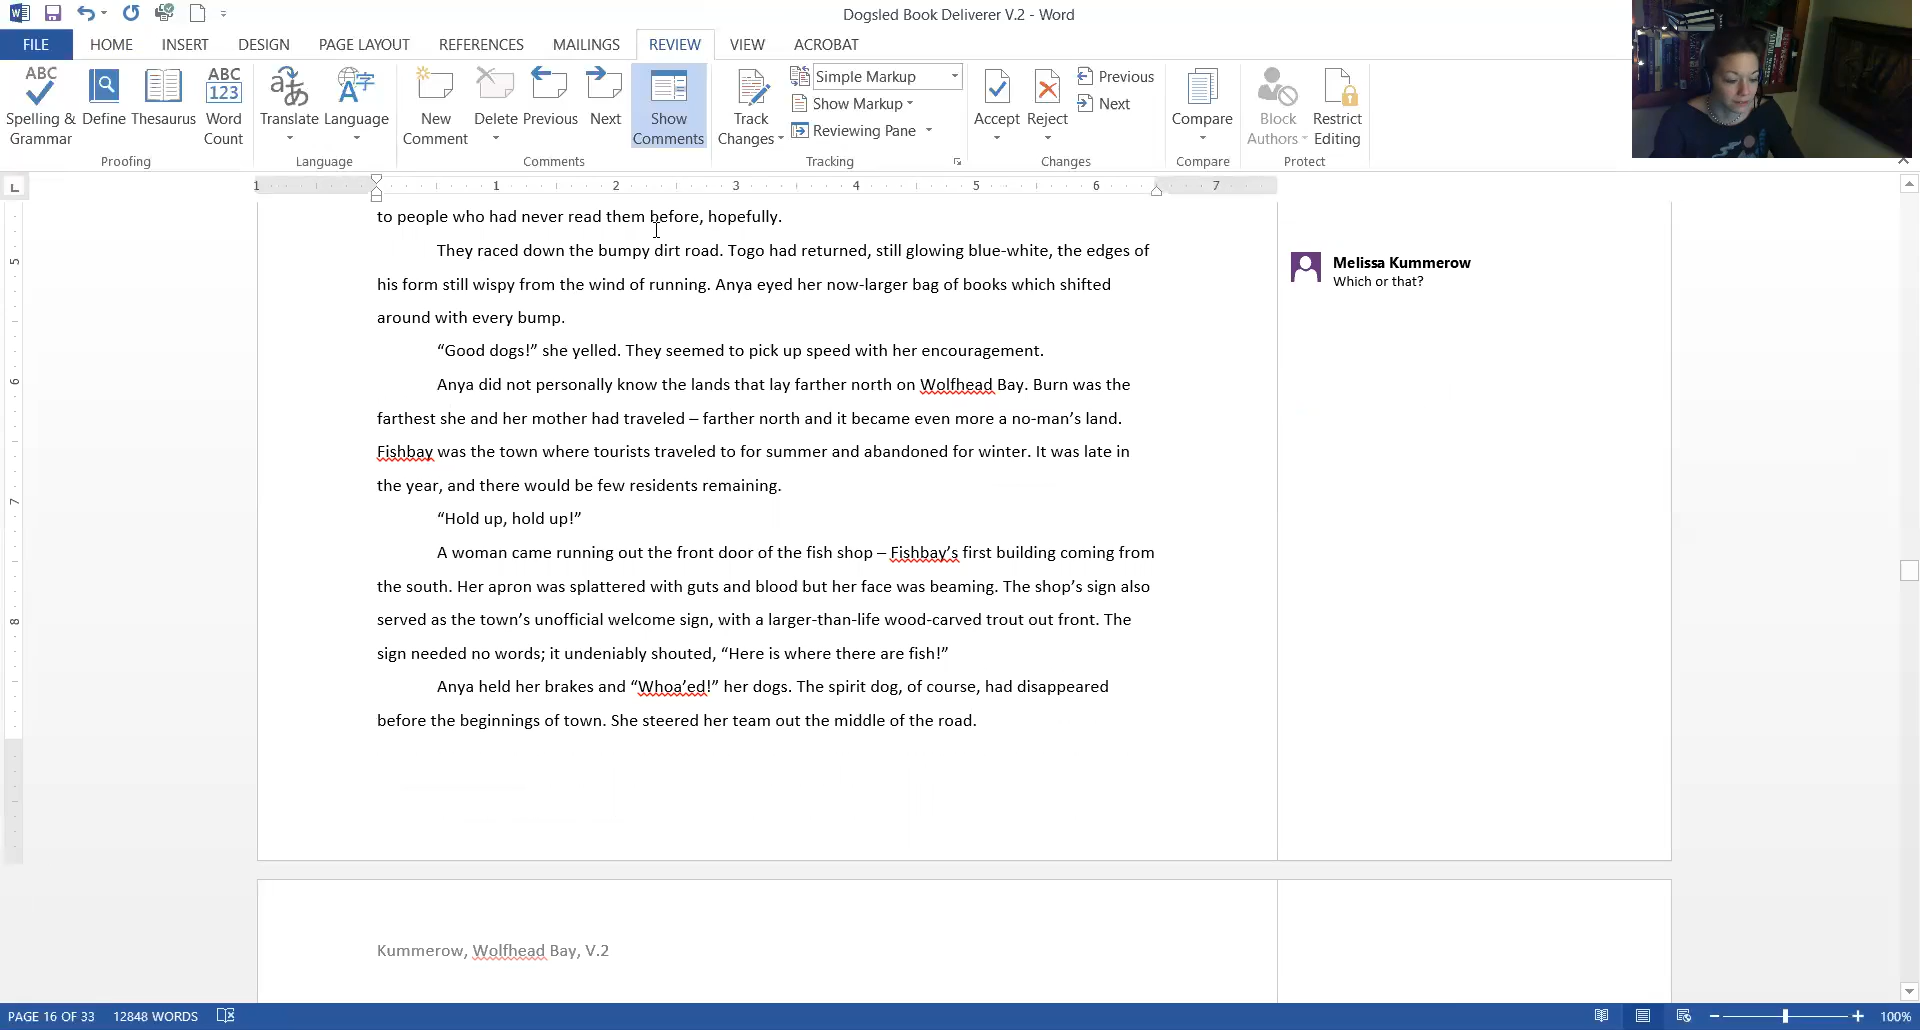 Dogsled Book Deliverer V.2 - Word
FILE HOME INSERT DESIGN PAGE LAYOUT REFERENCES MAILINGS REVIEW VIEW ACROBAT
ABC
Spelling &
Grammar
Define
Thesaurus
ABC
123
Word
Count
Proofing
Translate
Language
Language
New
Comment
Delete
Previous
Next
Show
Comments
Comments
Track
Changes
Simple Markup
Show Markup
Reviewing Pane
Tracking
Accept
Reject
Previous
Next
Changes
Compare
Compare
Block
Authors
Restrict
Editing
Protect
L
1 1 2 3 4 5 6 7
5
6
7
8
to people who had never read them before, hopefully.
They raced down the bumpy dirt road. Togo had returned, still glowing blue-white, the edges of
his form still wispy from the wind of running. Anya eyed her now-larger bag of books which shifted
around with every bump.
“Good dogs!” she yelled. They seemed to pick up speed with her encouragement.
Anya did not personally know the lands that lay farther north on Wolfhead Bay. Burn was the
farthest she and her mother had traveled – farther north and it became even more a no-man’s land.
Fishbay was the town where tourists traveled to for summer and abandoned for winter. It was late in
the year, and there would be few residents remaining.
“Hold up, hold up!”
A woman came running out the front door of the fish shop – Fishbay’s first building coming from
the south. Her apron was splattered with guts and blood but her face was beaming. The shop’s sign also
served as the town’s unofficial welcome sign, with a larger-than-life wood-carved trout out front. The
sign needed no words; it undeniably shouted, “Here is where there are fish!”
Anya held her brakes and “Whoa’ed!” her dogs. The spirit dog, of course, had disappeared
before the beginnings of town. She steered her team out the middle of the road.
Melissa Kummerow
Which or that?
Kummerow, Wolfhead Bay, V.2
PAGE 16 OF 33 12848 WORDS
100%